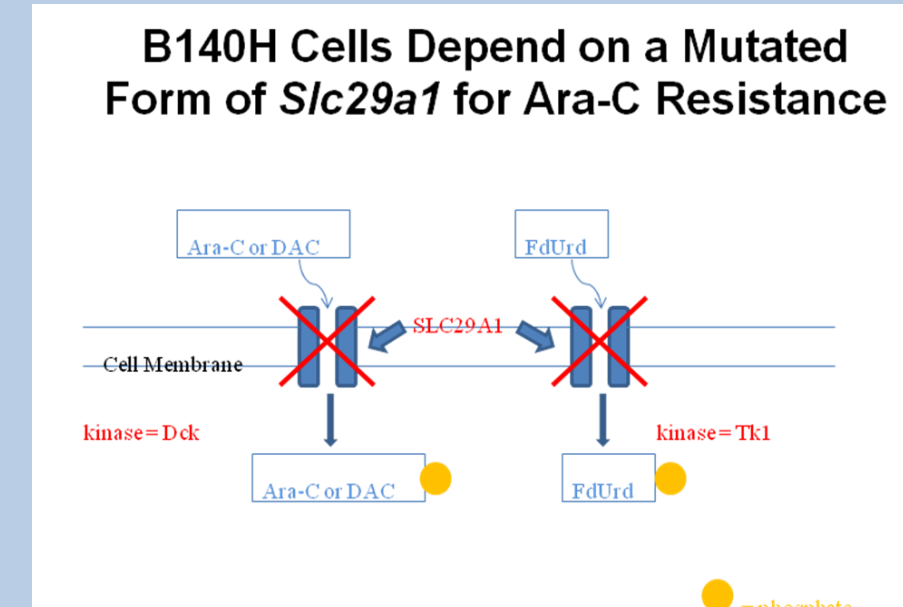 B140H Cells Depend on a Mutated
Form of Slc29a1 for Ara-C Resistance
Ara-C or DAC
FdUrd
SLC29A1
Cell Membrane
kinase=Dck
kinase=Tk1
Ara-C or DAC
FdUrd
=phosphate